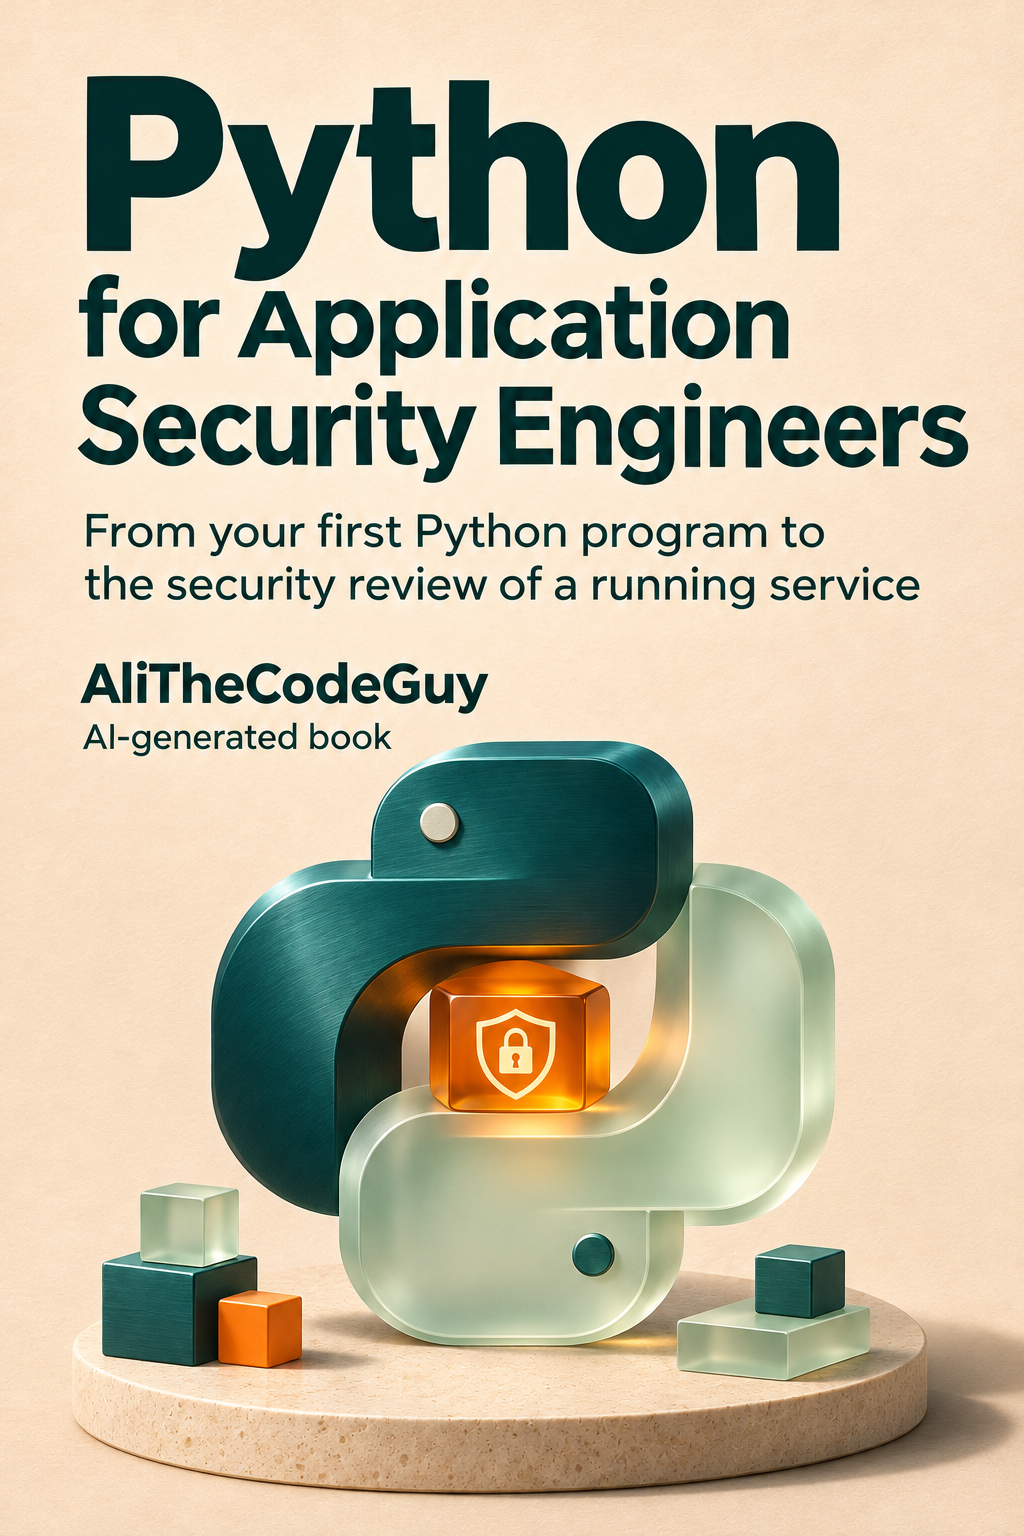 Python
for Application
Security Engineers
From your first Python program to
the security review of a running service
AliTheCodeGuy
AI-generated book